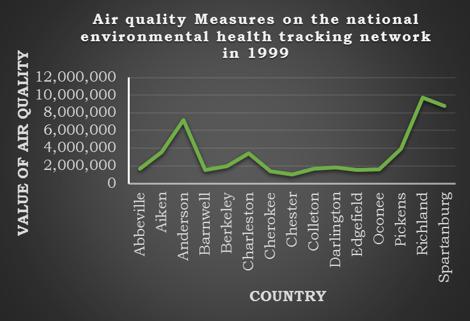 Air quality Measures on the national
environmental health tracking network
in 1999
VALUE OF AIR QUALITY
12,000,000
10,000,000
8,000,000
6,000,000
4,000,000
2,000,000
0
Abbeville
Aiken
Anderson
Barnwell
Berkeley
Charleston
Cherokee
Chester
Colleton
Darlington
Edgefield
Oconee
Pickens
Richland
Spartanburg
COUNTRY